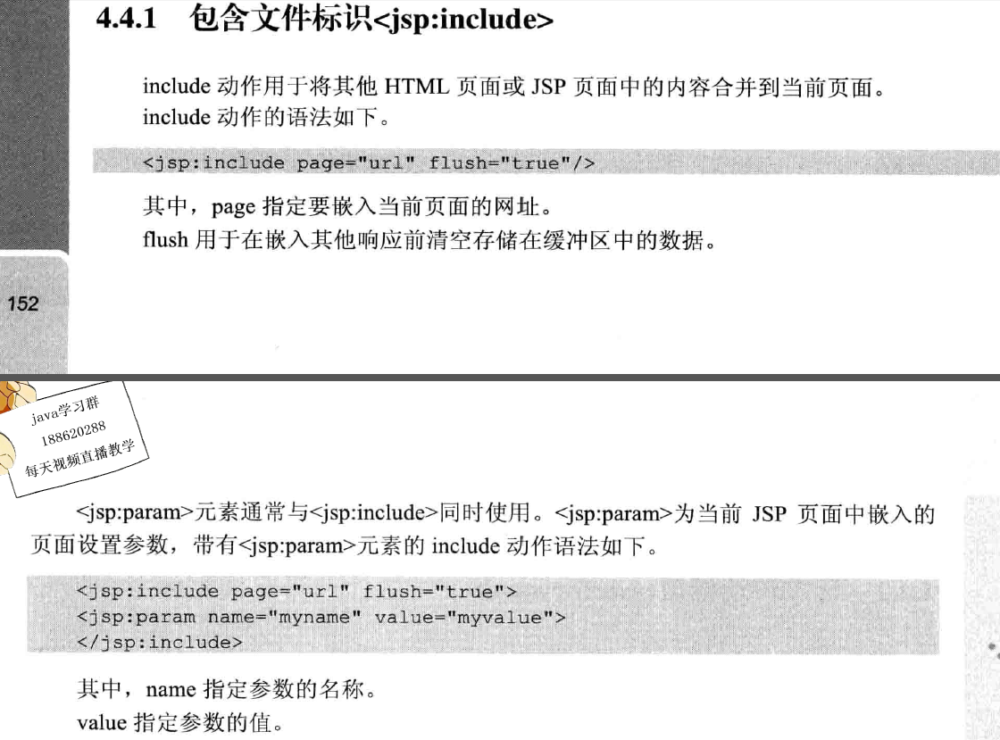 4.4.1 包含文件标识<jsp:include>
include 动作用于将其他 HTML 页面或 JSP 页面中的内容合并到当前页面。
include 动作的语法如下。
<jsp:include page="url" flush="true"/>
其中，page 指定要嵌入当前页面的网址。
flush 用于在嵌入其他响应前清空存储在缓冲区中的数据。
152
java学习群
188620288
每天视频直播教学
<jsp:param>元素通常与<jsp:include>同时使用。<jsp:param>为当前 JSP 页面中嵌入的
页面设置参数，带有<jsp:param>元素的 include 动作语法如下。
<jsp:include page="url" flush="true">
<jsp:param name="myname" value="myvalue">
</jsp:include>
其中，name 指定参数的名称。
value 指定参数的值。